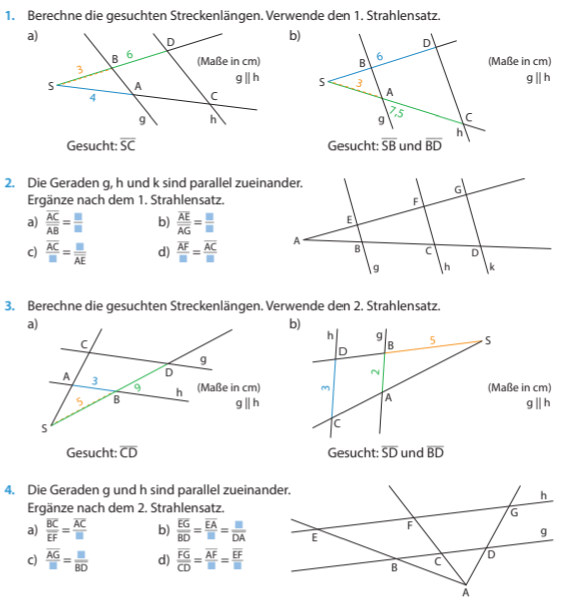 1. Berechne die gesuchten Streckenlängen. Verwende den 1. Strahlensatz.
a)
b)
D
B
6
3
S
4
A
C
g
h
(Maße in cm)
g || h
D
B
6
S
3
A
7,5
C
g
h
(Maße in cm)
g || h
Gesucht: SC
Gesucht: SB und BD
2. Die Geraden g, h und k sind parallel zueinander.
Ergänze nach dem 1. Strahlensatz.
a) AC/AB = □/□
b) AE/AG = □/□
c) AC/□ = □/AE
d) AF/□ = AC/□
G
F
E
A
B
C
D
g
h
k
3. Berechne die gesuchten Streckenlängen. Verwende den 2. Strahlensatz.
a)
b)
C
g
D
A
3
9
h
5
B
S
(Maße in cm)
g || h
h
g
B
5
S
D
3
2
A
C
(Maße in cm)
g || h
Gesucht: CD
Gesucht: SD und BD
4. Die Geraden g und h sind parallel zueinander.
Ergänze nach dem 2. Strahlensatz.
a) BC/EF = AC/□
b) EG/BD = EA/□ = □/DA
c) AG/□ = □/BD
d) FG/CD = AF/□ = EF/□
h
G
F
E
g
D
C
B
A